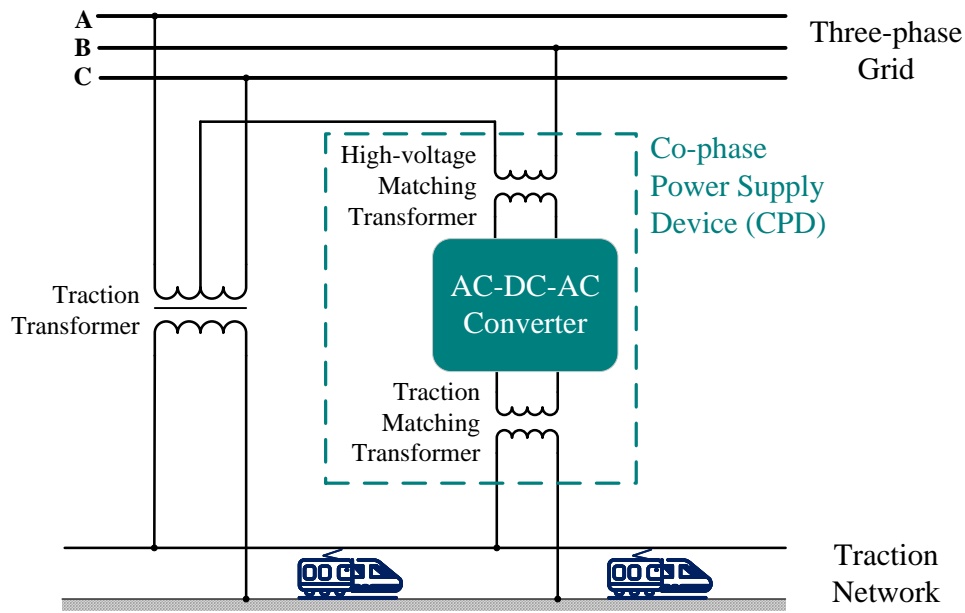 A
B
C
Three-phase
Grid
High-voltage
Matching
Transformer
Co-phase
Power Supply
Device (CPD)
AC-DC-AC
Converter
Traction
Transformer
Traction
Matching
Transformer
Traction
Network